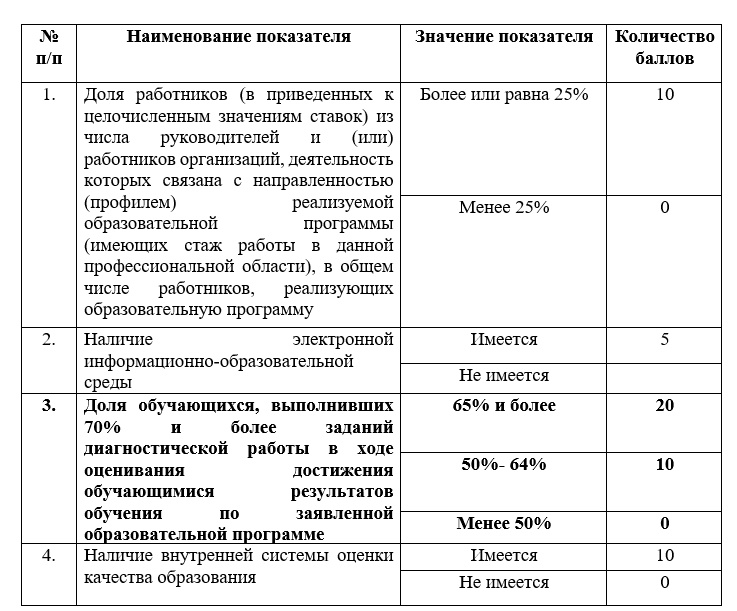 № Наименование показателя Значение показателя Количество
п/п баллов
1. Доля работников (в приведенных к Более или равна 25% 10
целочисленным значениям ставок) из
числа руководителей и (или)
работников организаций, деятельность
которых связана с направленностью
(профилем) реализуемой Менее 25% 0
образовательной программы
(имеющих стаж работы в данной
профессиональной области), в общем
числе работников, реализующих
образовательную программу
2. Наличие электронной Имеется 5
информационно-образовательной
среды Не имеется
3. Доля обучающихся, выполнивших 65% и более 20
70% и более заданий
диагностической работы в ходе
оценивания достижения 50%- 64% 10
обучающимися результатов
обучения по заявленной
образовательной программе Менее 50% 0
4. Наличие внутренней системы оценки Имеется 10
качества образования Не имеется 0